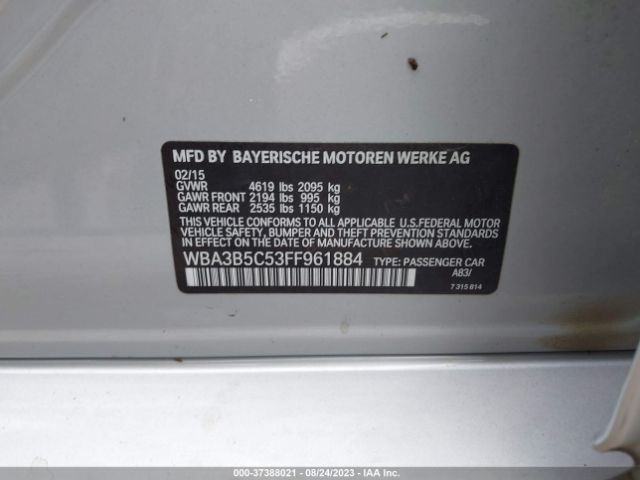 MFD BY BAYERISCHE MOTOREN WERKE AG
02/15
GVWR 4619 lbs 2095 kg
GAWR FRONT 2194 lbs 995 kg
GAWR REAR 2535 lbs 1150 kg
THIS VEHICLE CONFORMS TO ALL APPLICABLE U.S.FEDERAL MOTOR
VEHICLE SAFETY, BUMPER AND THEFT PREVENTION STANDARDS
IN EFFECT ON THE DATE OF MANUFACTURE SHOWN ABOVE.
WBA3B5C53FF961884 TYPE: PASSENGER CAR
A83/
7 315 814
000-37388021 - 08/24/2023 - IAA Inc.